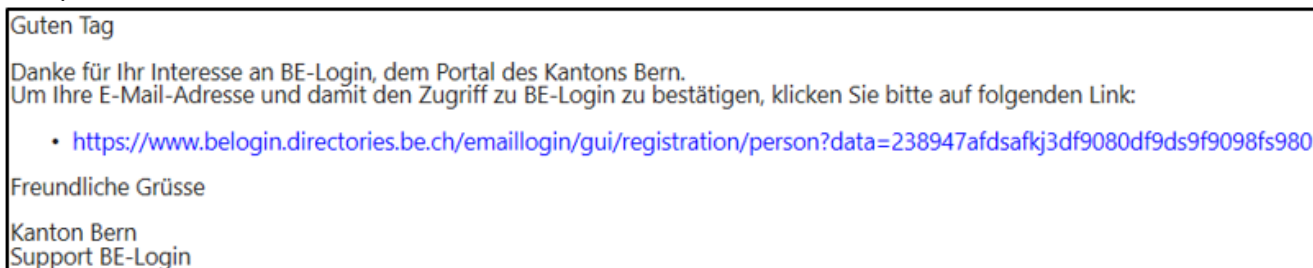 Guten Tag
Danke für Ihr Interesse an BE-Login, dem Portal des Kantons Bern.
Um Ihre E-Mail-Adresse und damit den Zugriff zu BE-Login zu bestätigen, klicken Sie bitte auf folgenden Link:
• https://www.belogin.directories.be.ch/emaillogin/gui/registration/person?data=238947afdsafkj3df9080df9ds9f9098fs980
Freundliche Grüsse
Kanton Bern
Support BE-Login